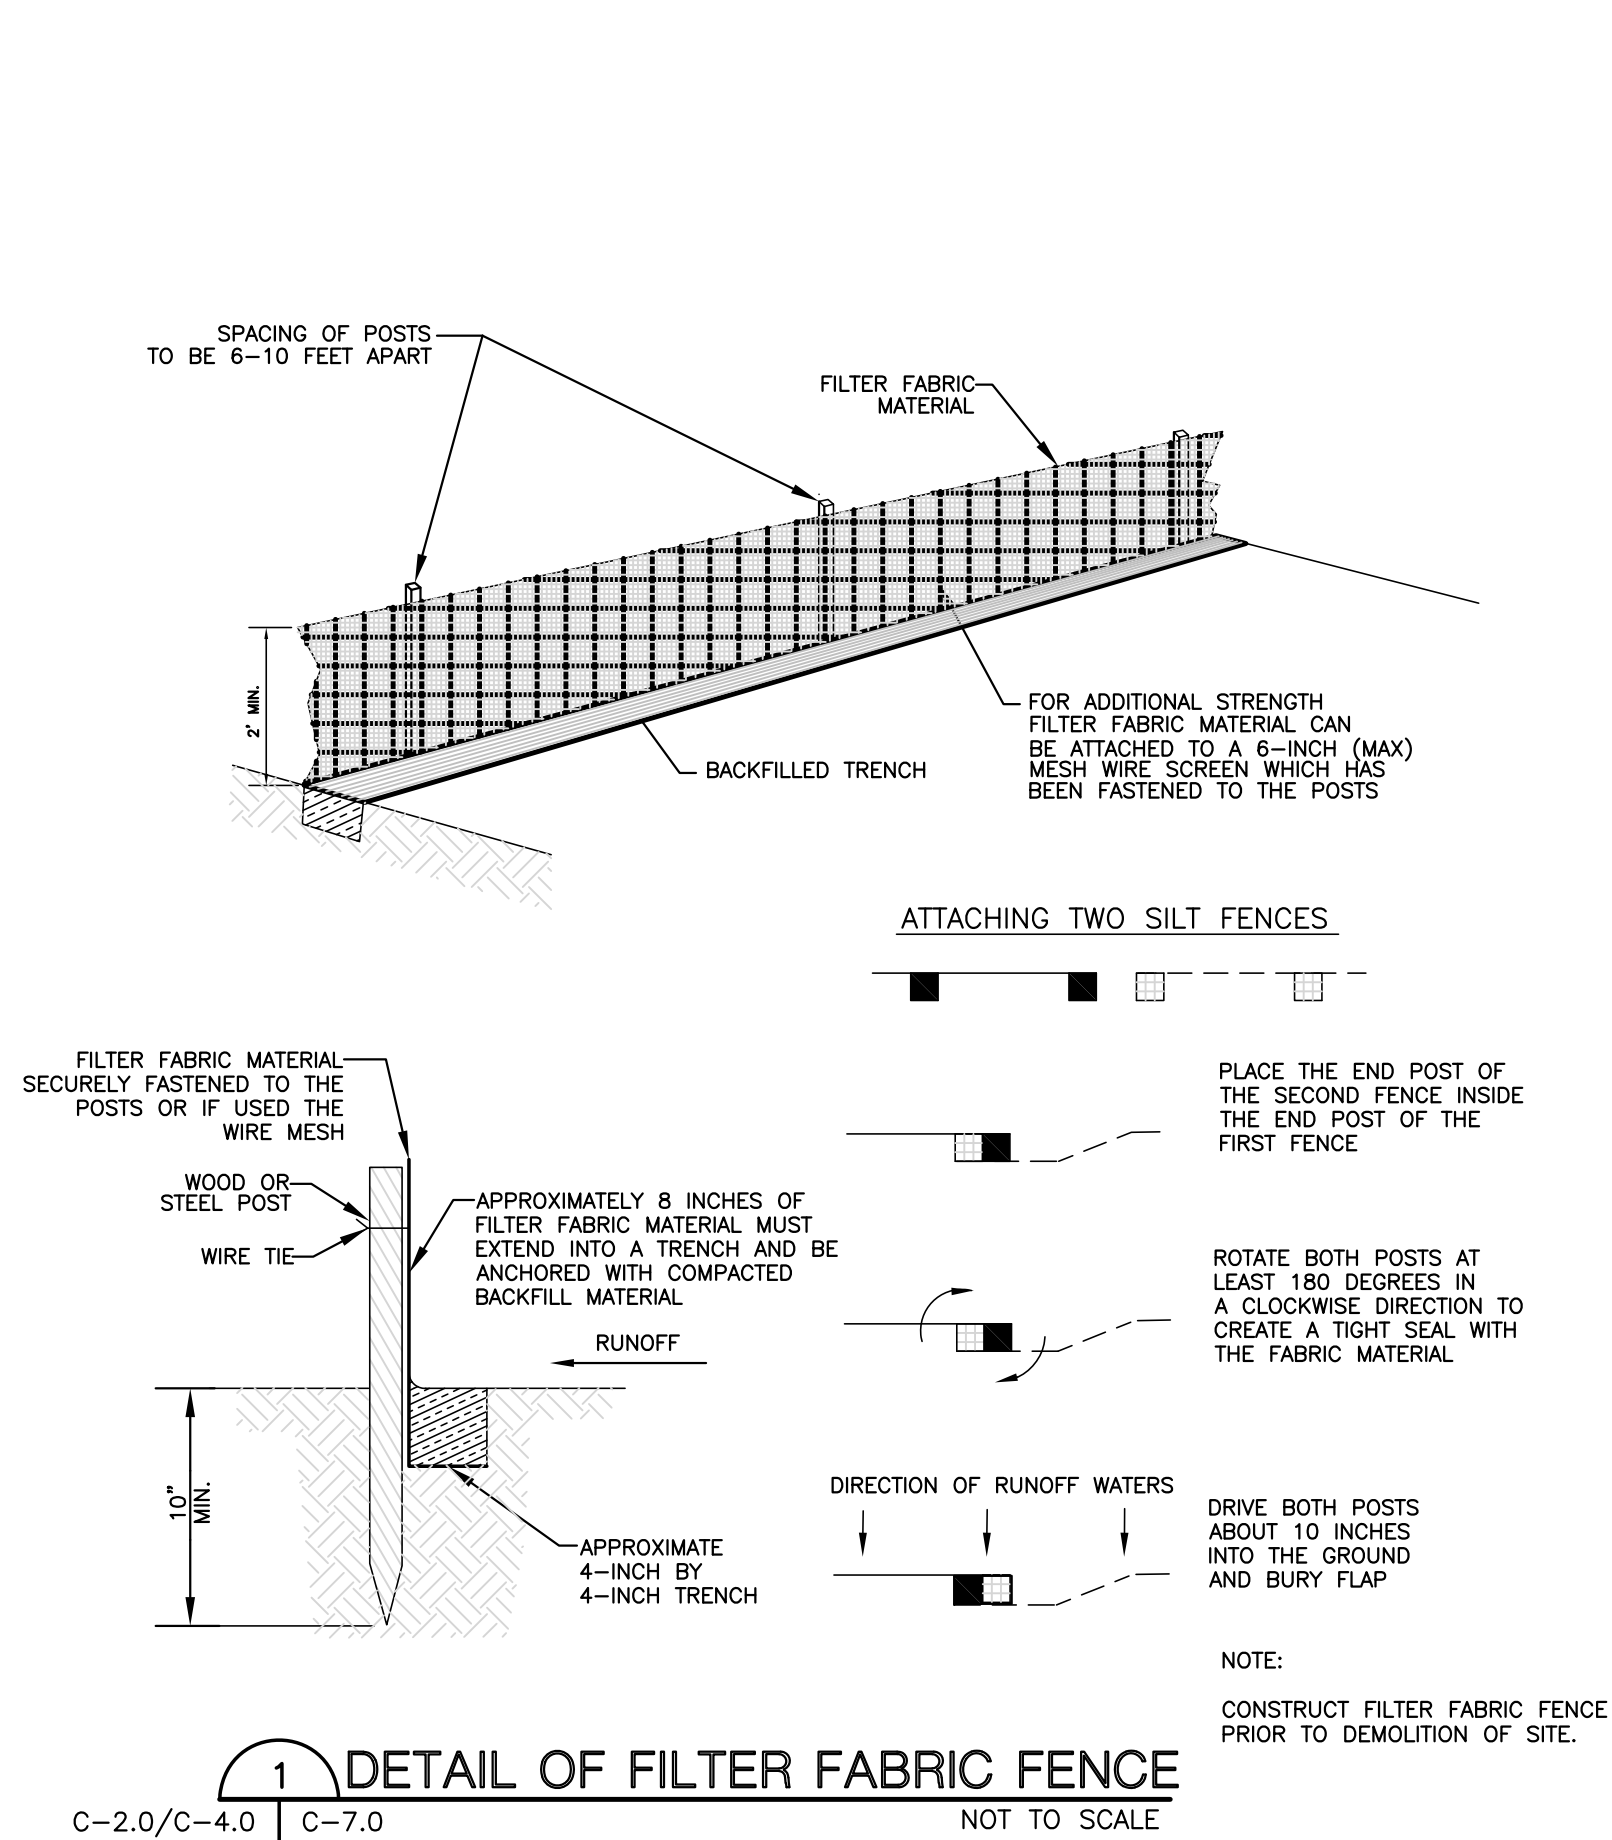 SPACING OF POSTS
TO BE 6-10 FEET APART
FILTER FABRIC
MATERIAL
2' MIN.
FOR ADDITIONAL STRENGTH
FILTER FABRIC MATERIAL CAN
BE ATTACHED TO A 6-INCH (MAX)
MESH WIRE SCREEN WHICH HAS
BEEN FASTENED TO THE POSTS
BACKFILLED TRENCH
ATTACHING TWO SILT FENCES
FILTER FABRIC MATERIAL
SECURELY FASTENED TO THE
POSTS OR IF USED THE
WIRE MESH
WOOD OR
STEEL POST
WIRE TIE
APPROXIMATELY 8 INCHES OF
FILTER FABRIC MATERIAL MUST
EXTEND INTO A TRENCH AND BE
ANCHORED WITH COMPACTED
BACKFILL MATERIAL
RUNOFF
10"
MIN.
APPROXIMATE
4-INCH BY
4-INCH TRENCH
PLACE THE END POST OF
THE SECOND FENCE INSIDE
THE END POST OF THE
FIRST FENCE
ROTATE BOTH POSTS AT
LEAST 180 DEGREES IN
A CLOCKWISE DIRECTION TO
CREATE A TIGHT SEAL WITH
THE FABRIC MATERIAL
DIRECTION OF RUNOFF WATERS
DRIVE BOTH POSTS
ABOUT 10 INCHES
INTO THE GROUND
AND BURY FLAP
NOTE:
CONSTRUCT FILTER FABRIC FENCE
PRIOR TO DEMOLITION OF SITE.
1
DETAIL OF FILTER FABRIC FENCE
C-2.0/C-4.0
C-7.0
NOT TO SCALE